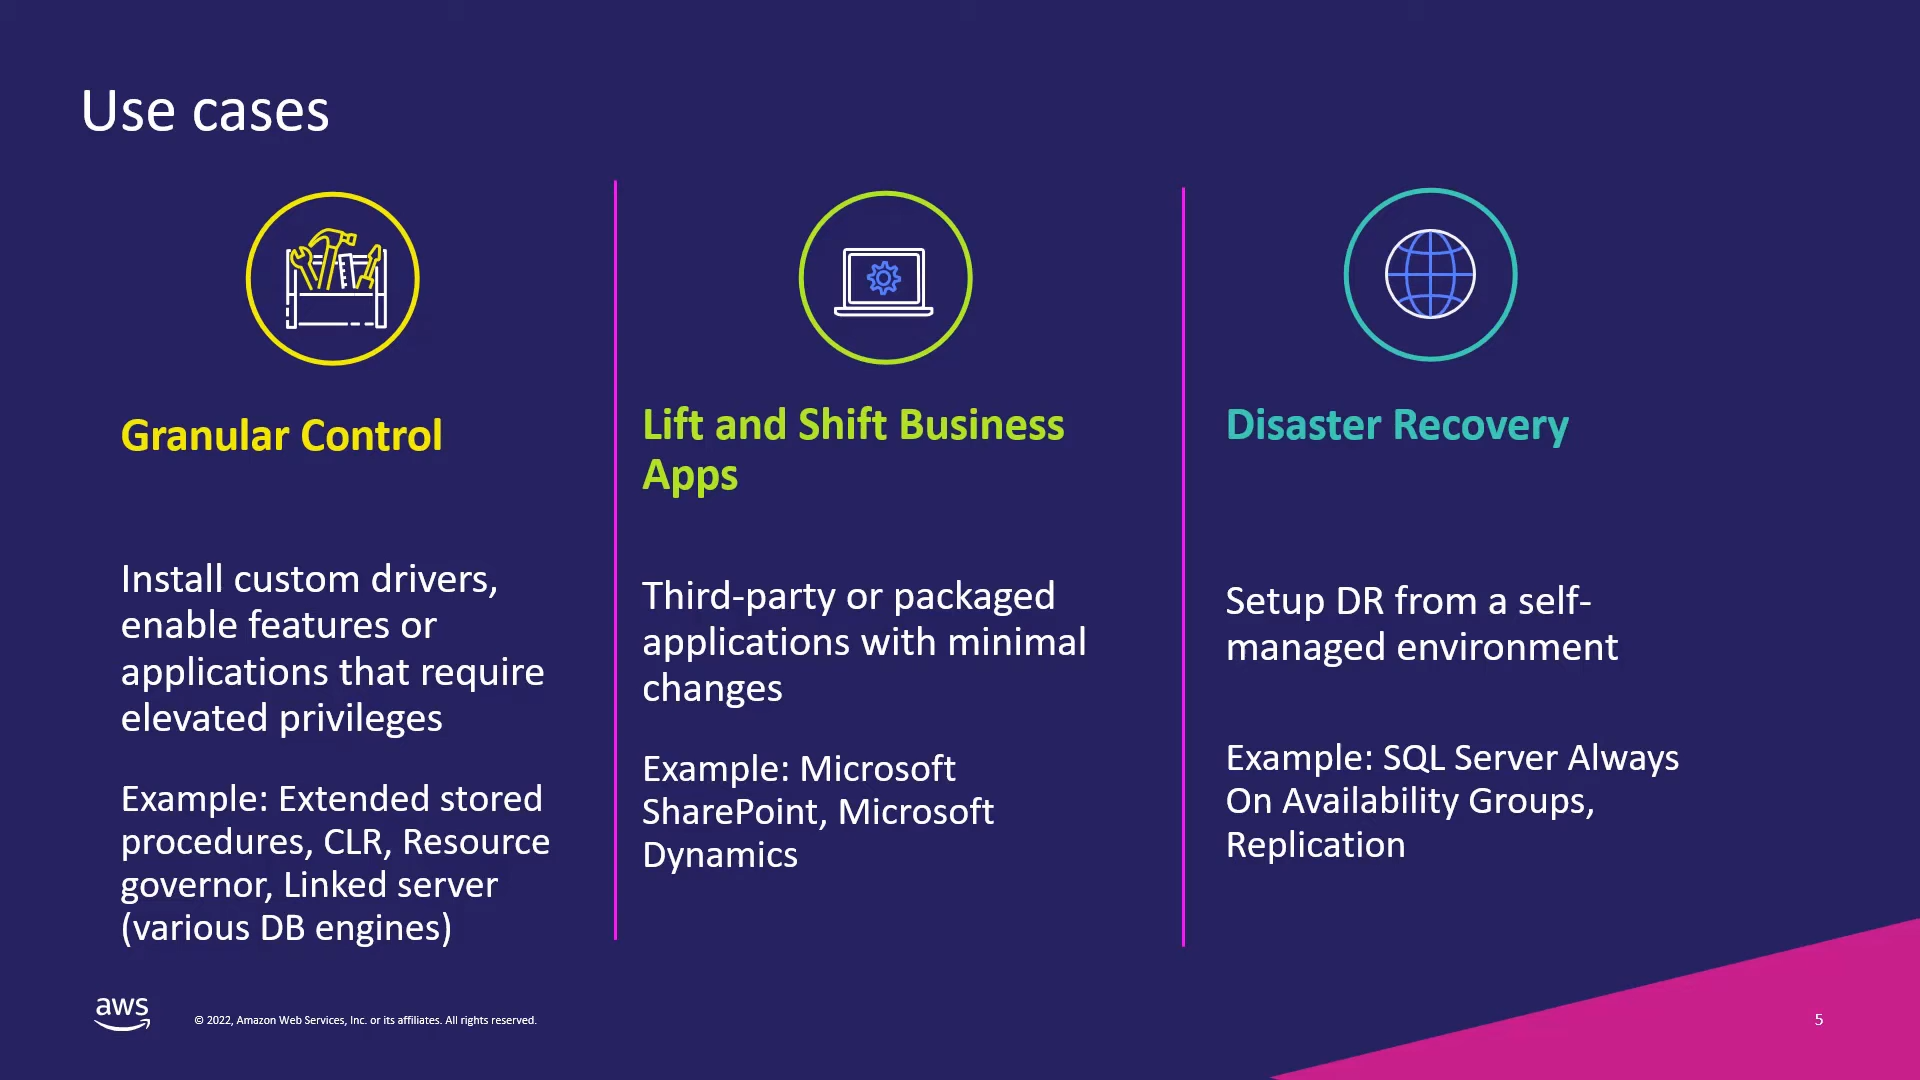 Use cases
Granular Control
Install custom drivers,
enable features or
applications that require
elevated privileges
Example: Extended stored
procedures, CLR, Resource
governor, Linked server
(various DB engines)
Lift and Shift Business
Apps
Third-party or packaged
applications with minimal
changes
Example: Microsoft
SharePoint, Microsoft
Dynamics
Disaster Recovery
Setup DR from a self-
managed environment
Example: SQL Server Always
On Availability Groups,
Replication
aws
© 2022, Amazon Web Services, Inc. or its affiliates. All rights reserved.
5